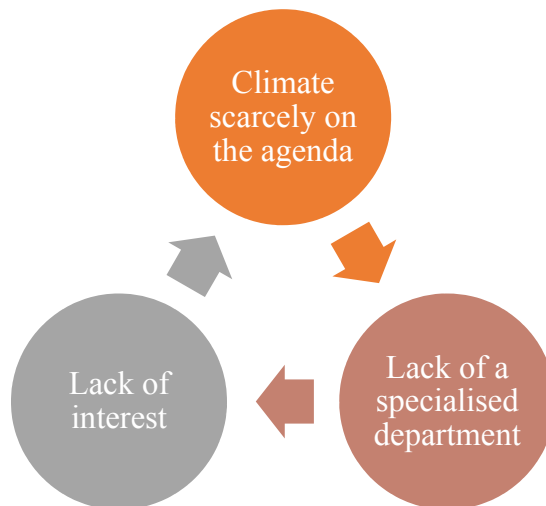 Climate
scarcely on
the agenda
Lack of a
specialised
department
Lack of
interest